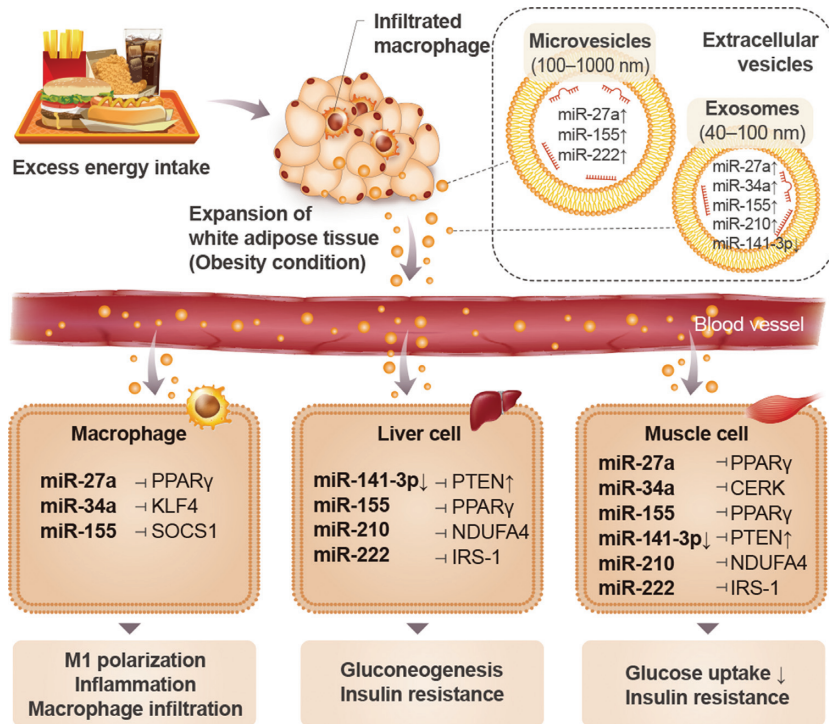 Excess energy intake
Infiltrated
macrophage
Expansion of
white adipose tissue
(Obesity condition)
Extracellular
vesicles
Microvesicles
(100–1000 nm)
miR-27a↑
miR-155↑
miR-222↑
Exosomes
(40–100 nm)
miR-27a↑
miR-34a↑
miR-155↑
miR-210↑
miR-141-3p↓
Blood vessel
Macrophage
miR-27a ⊣ PPARγ
miR-34a ⊣ KLF4
miR-155 ⊣ SOCS1
M1 polarization
Inflammation
Macrophage infiltration
Liver cell
miR-141-3p↓ ⊣ PTEN↑
miR-155 ⊣ PPARγ
miR-210 ⊣ NDUFA4
miR-222 ⊣ IRS-1
Gluconeogenesis
Insulin resistance
Muscle cell
miR-27a ⊣ PPARγ
miR-34a ⊣ CERK
miR-155 ⊣ PPARγ
miR-141-3p↓ ⊣ PTEN↑
miR-210 ⊣ NDUFA4
miR-222 ⊣ IRS-1
Glucose uptake ↓
Insulin resistance